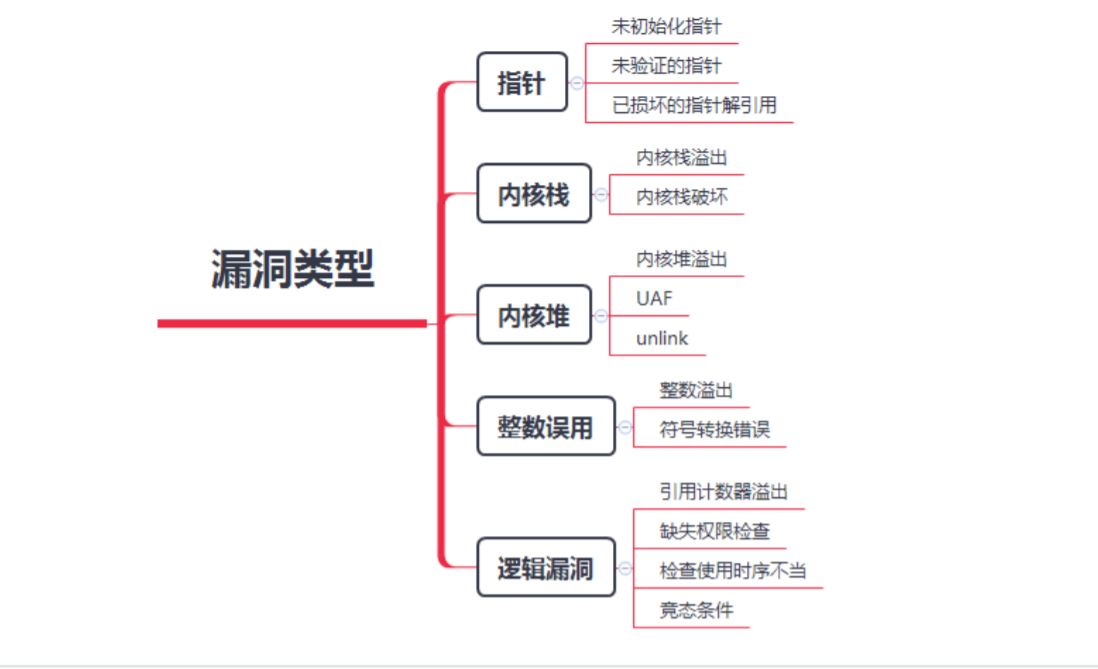 漏洞类型
指针
未初始化指针
未验证的指针
已损坏的指针解引用
内核栈
内核栈溢出
内核栈破坏
内核堆
内核堆溢出
UAF
unlink
整数误用
整数溢出
符号转换错误
逻辑漏洞
引用计数器溢出
缺失权限检查
检查使用时序不当
竟态条件